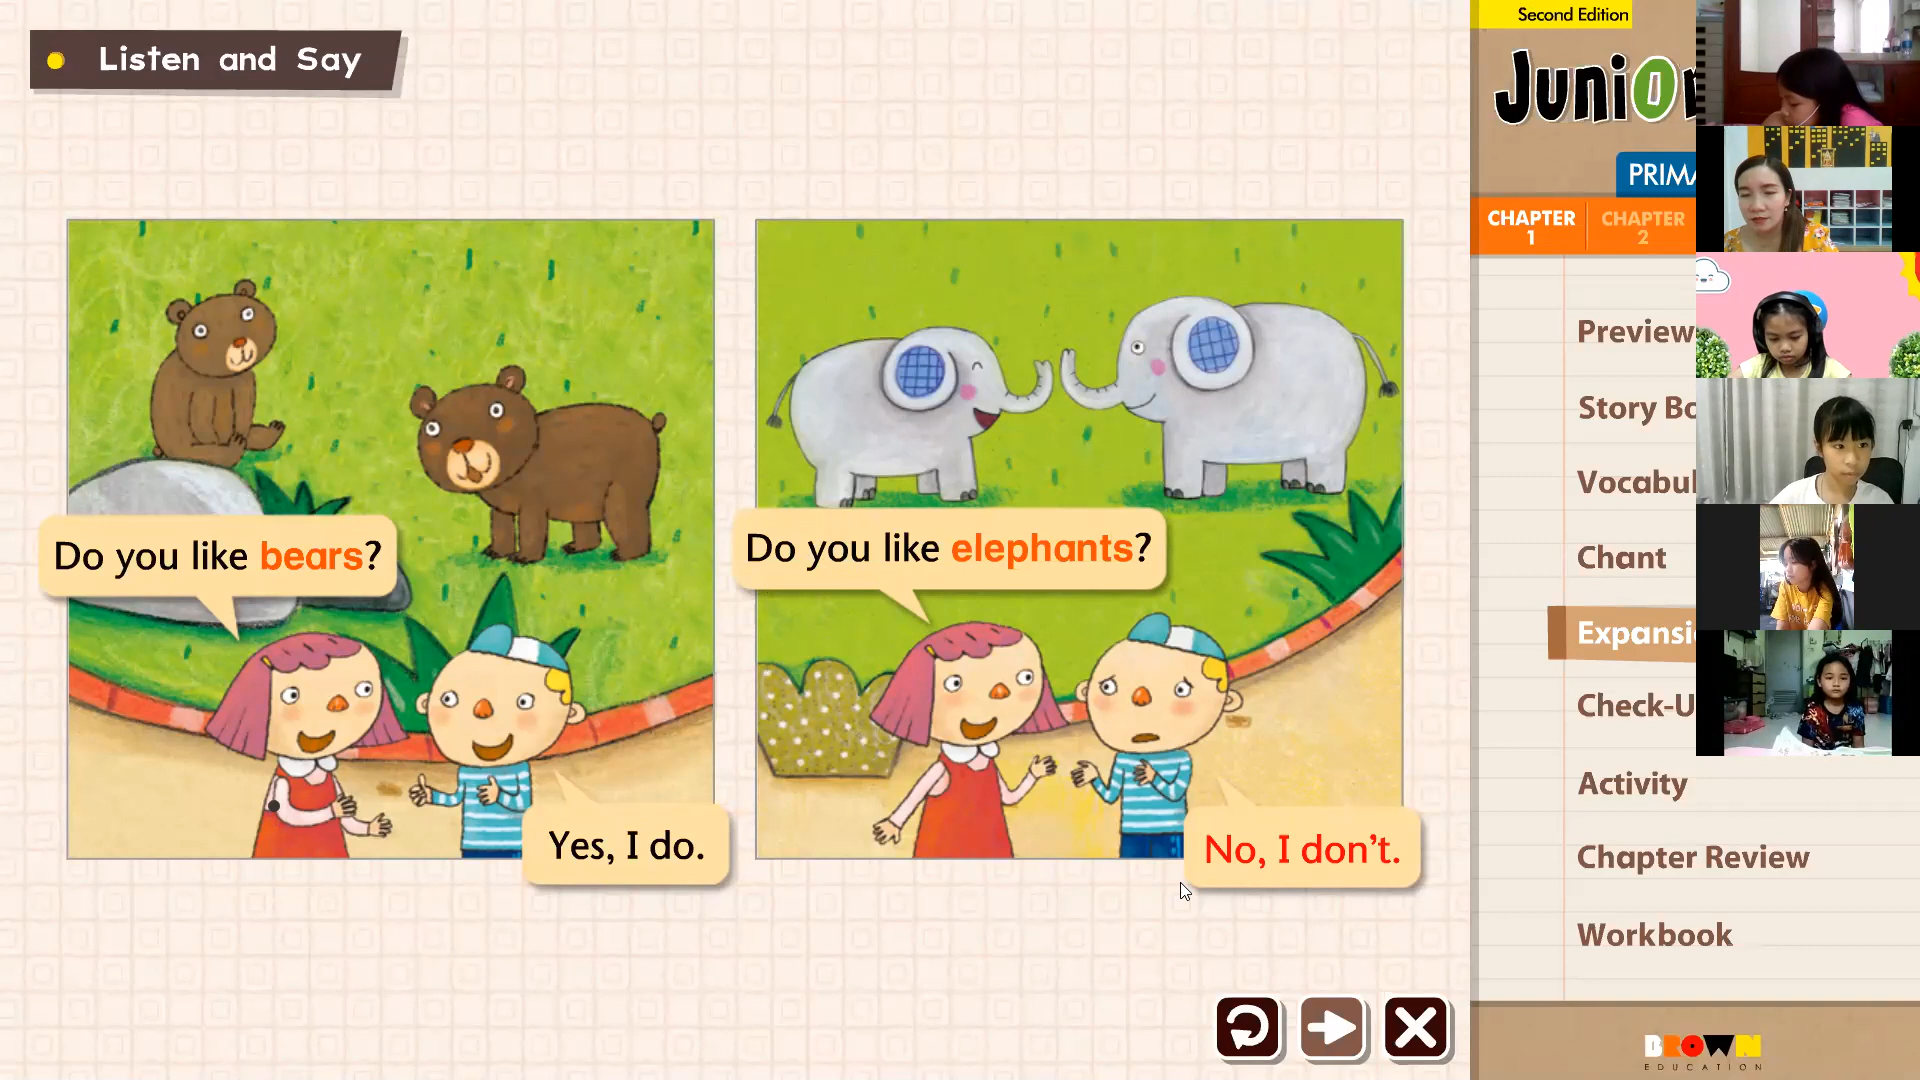 Listen and Say
Do you like bears?
Yes, I do.
Do you like elephants?
No, I don't.
Second Edition
CHAPTER
1
CHAPTER
2
Chant
Activity
Chapter Review
Workbook
BROWN
EDUCATION